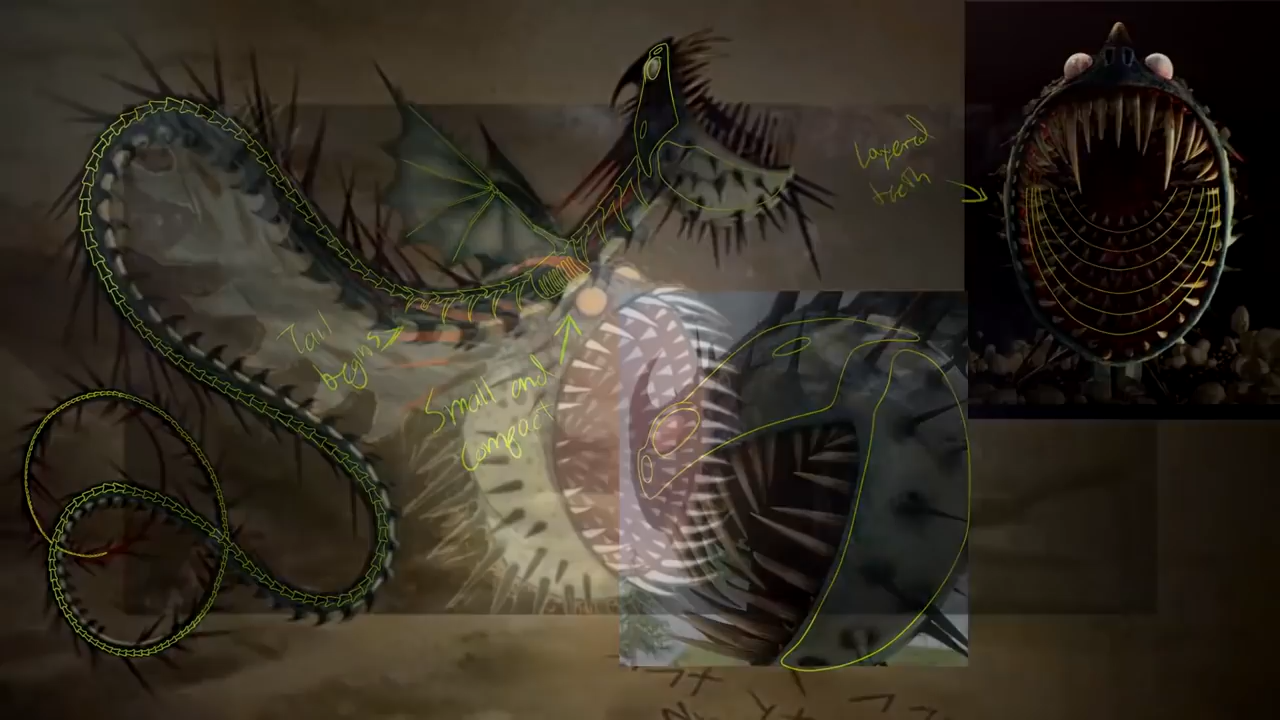 Layered
teeth
Tail
begins
Small and
compact